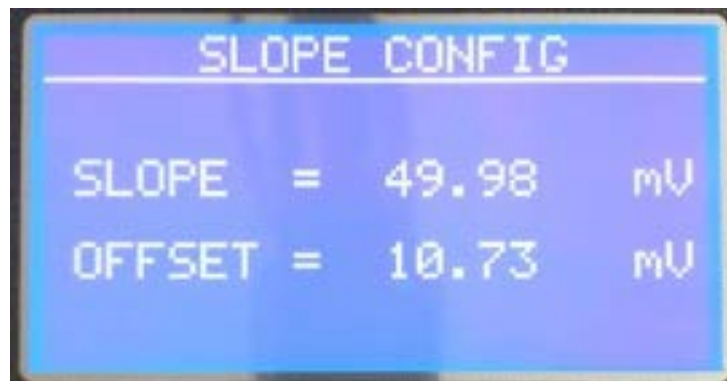 SLOPE CONFIG
SLOPE = 49.98 mV
OFFSET = 10.73 mV